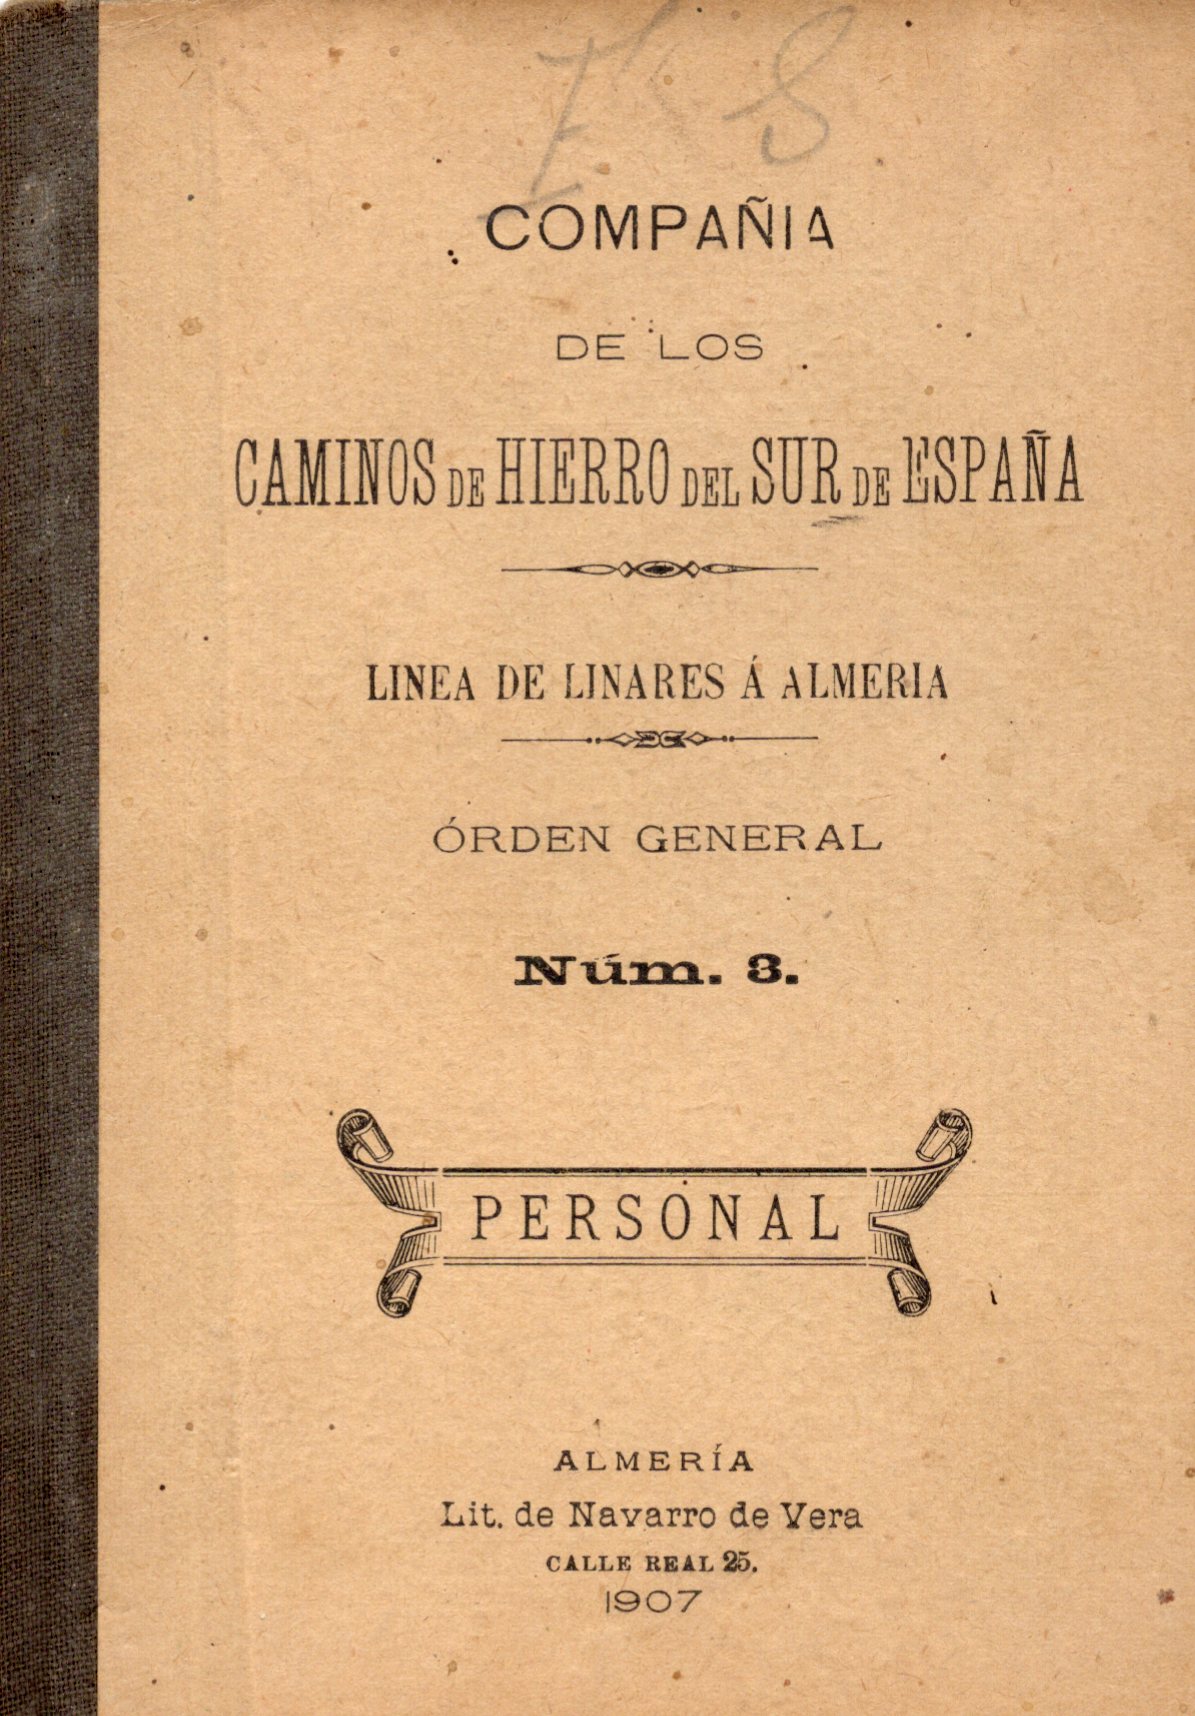 COMPAÑIA
DE LOS
CAMINOS DE HIERRO DEL SUR DE ESPAÑA
LINEA DE LINARES Á ALMERIA
ÓRDEN GENERAL
Núm. 3.
PERSONAL
ALMERÍA
Lit. de Navarro de Vera
CALLE REAL 25.
1907